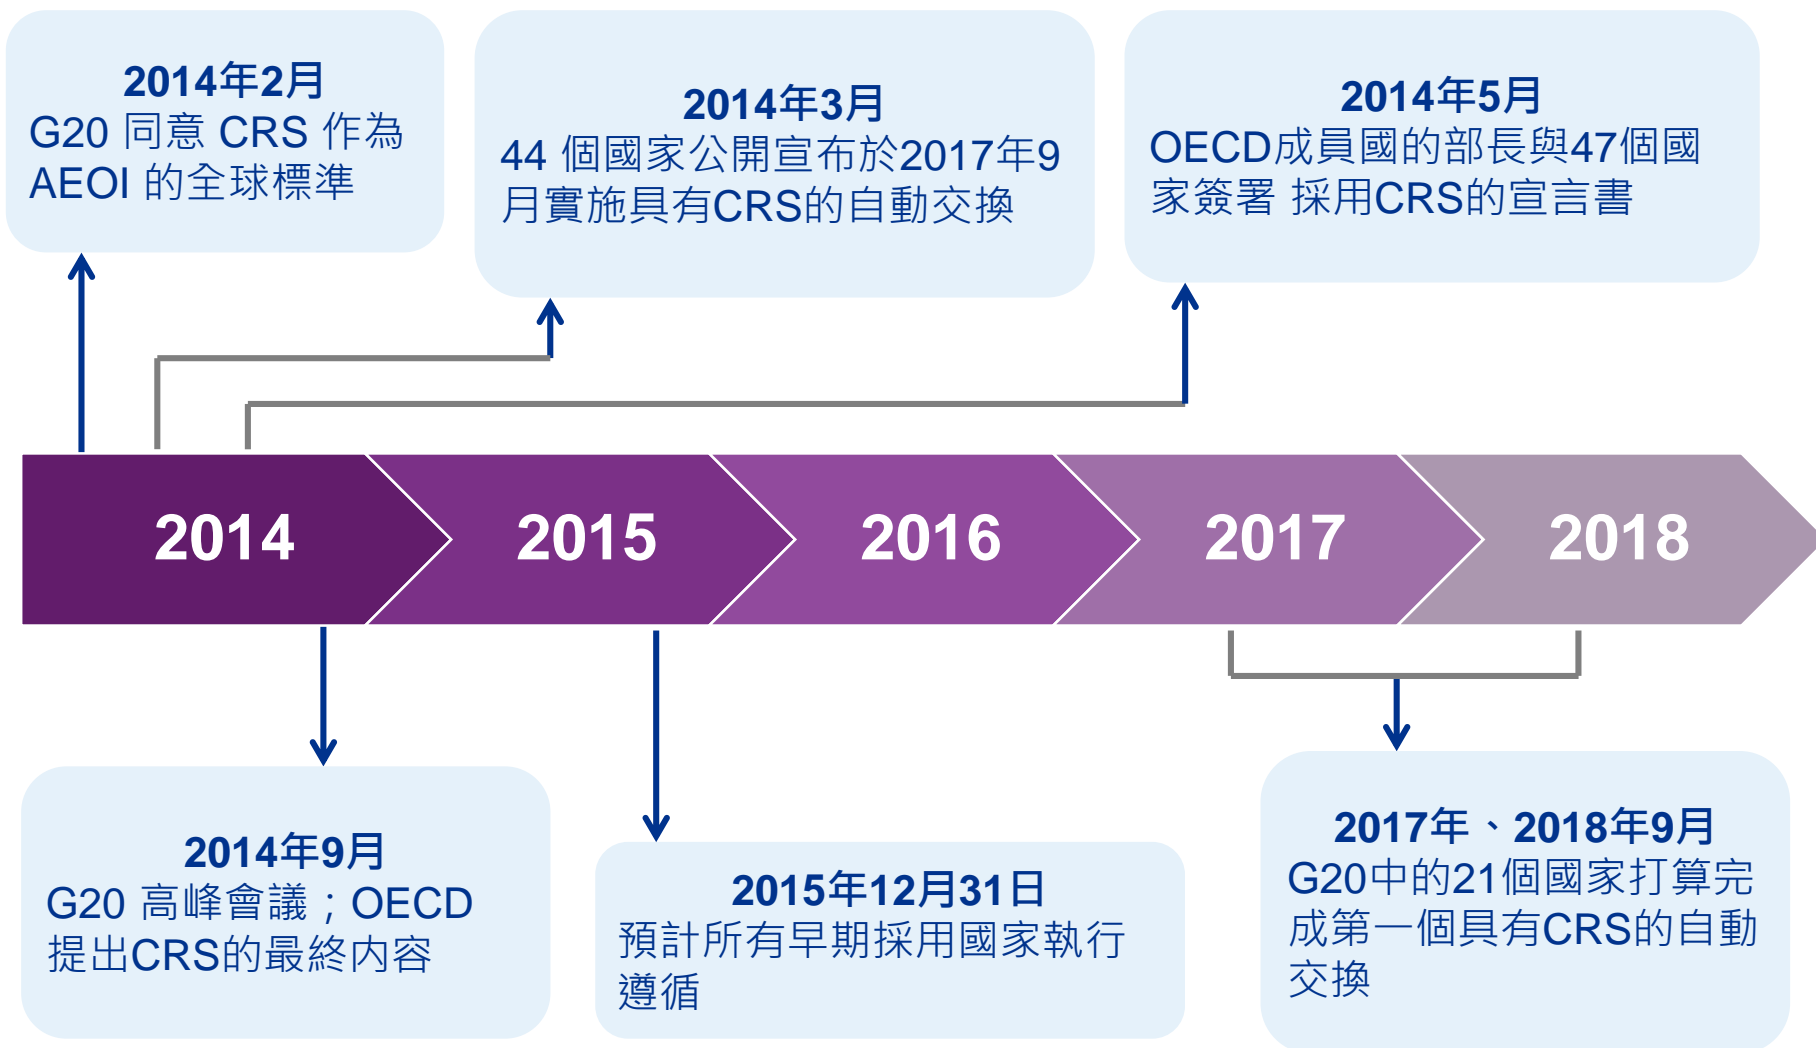 2014年2月
G20 同意 CRS 作為
AEOI 的全球標準
2014年3月
44 個國家公開宣布於2017年9
月實施具有CRS的自動交換
2014年5月
OECD成員國的部長與47個國
家簽署 採用CRS的宣言書
2014
2015
2016
2017
2018
2014年9月
G20 高峰會議；OECD
提出CRS的最終内容
2015年12月31日
預計所有早期採用國家執行
遵循
2017年、2018年9月
G20中的21個國家打算完
成第一個具有CRS的自動
交換